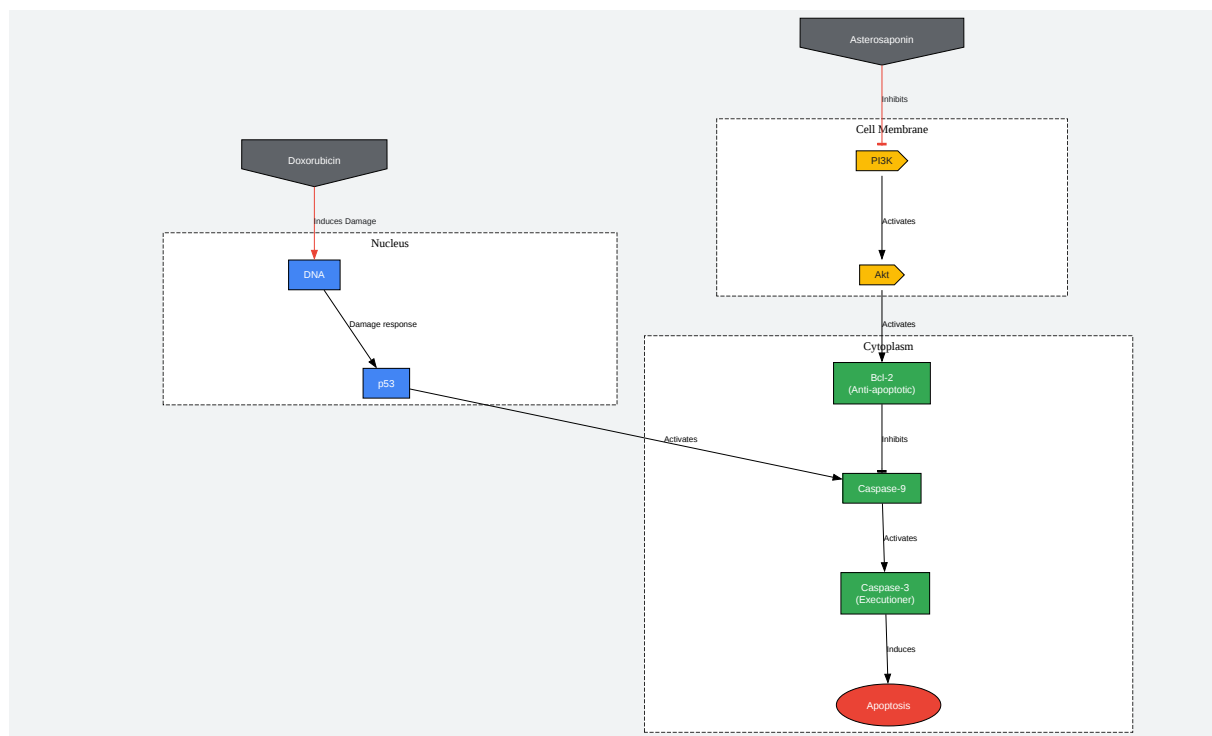 Asterosaponin
Inhibits
Cell Membrane
PI3K
Doxorubicin
Activates
Induces Damage
Nucleus
DNA
Akt
Damage response
Activates
Cytoplasm
p53
Bcl-2
(Anti-apoptotic)
Activates
Inhibits
Caspase-9
Activates
Caspase-3
(Executioner)
Induces
Apoptosis